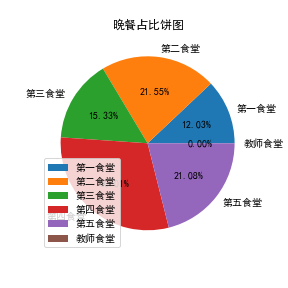 晚餐占比饼图
第二食堂
21.55%
第三食堂
15.33%
第一食堂
12.03%
0.00%
教师食堂
21.08%
第五食堂
第一食堂
第二食堂
第三食堂
第四食堂
第五食堂
教师食堂